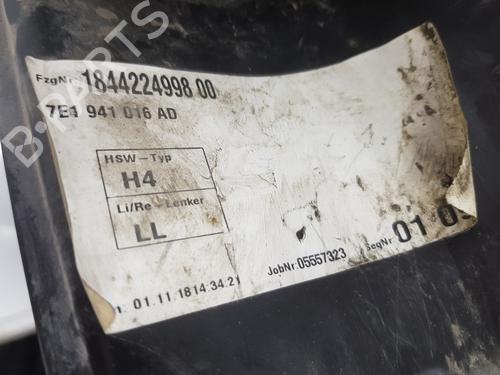 B-PARTS
FzgNr: 1844224998 00
7E1 941 016 AD
HSW-Typ
H4
Li/Re - Lenker
LL
JobNr: 05557323 SeqNr:
01.11.18 14:34:21